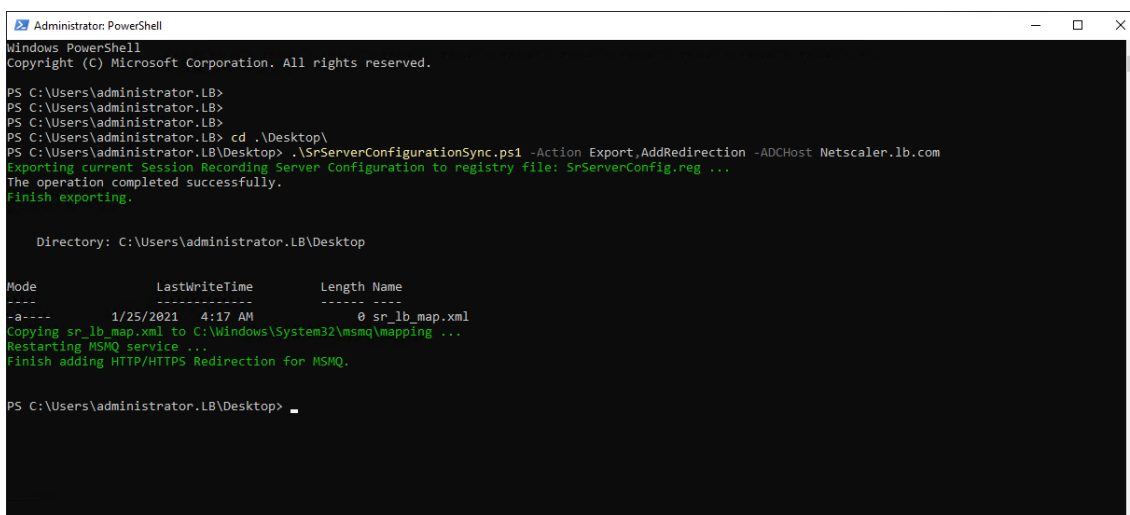 Administrator: PowerShell
Windows PowerShell
Copyright (C) Microsoft Corporation. All rights reserved.
PS C:\Users\administrator.LB>
PS C:\Users\administrator.LB>
PS C:\Users\administrator.LB>
PS C:\Users\administrator.LB> cd .\Desktop\
PS C:\Users\administrator.LB\Desktop> .\SrServerConfigurationSync.ps1 -Action Export,AddRedirection -ADCHost Netscaler.lb.com
Exporting current Session Recording Server Configuration to registry file: SrServerConfig.reg ...
The operation completed successfully.
Finish exporting.
Directory: C:\Users\administrator.LB\Desktop
Mode LastWriteTime Length Name
---- ------------- ------ ----
-a---- 1/25/2021 4:17 AM 0 sr_lb_map.xml
Copying sr_lb_map.xml to C:\Windows\System32\msmq\mapping ...
Restarting MSMQ service ...
Finish adding HTTP/HTTPS Redirection for MSMQ.
PS C:\Users\administrator.LB\Desktop>